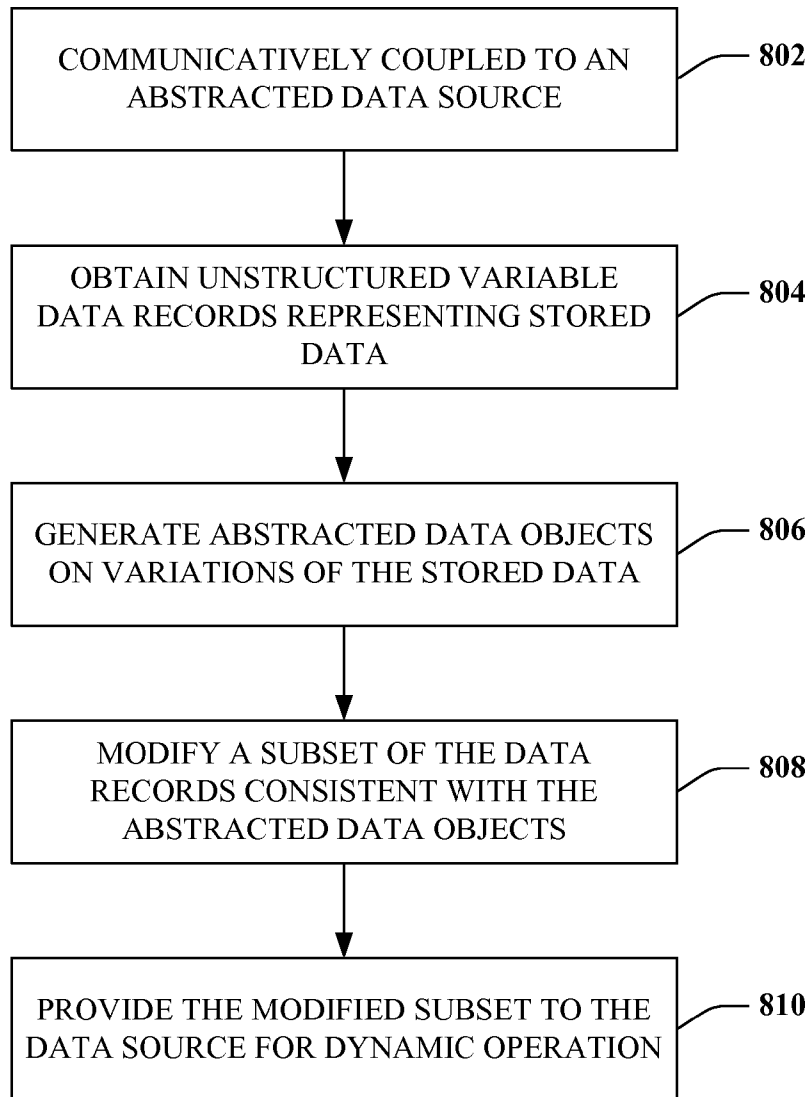 COMMUNICATIVELY COUPLED TO AN
ABSTRACTED DATA SOURCE
802
OBTAIN UNSTRUCTURED VARIABLE
DATA RECORDS REPRESENTING STORED
DATA
804
GENERATE ABSTRACTED DATA OBJECTS
ON VARIATIONS OF THE STORED DATA
806
MODIFY A SUBSET OF THE DATA
RECORDS CONSISTENT WITH THE
ABSTRACTED DATA OBJECTS
808
PROVIDE THE MODIFIED SUBSET TO THE
DATA SOURCE FOR DYNAMIC OPERATION
810